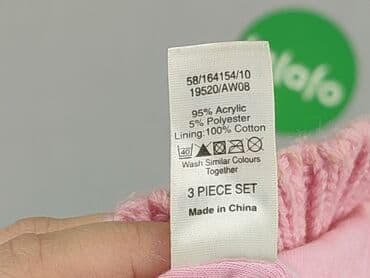 58/164154/10
19520/AW08
95% Acrylic
5% Polyester
Lining:100% Cotton
40
Wash Similar Colours
Together
3 PIECE SET
Made in China